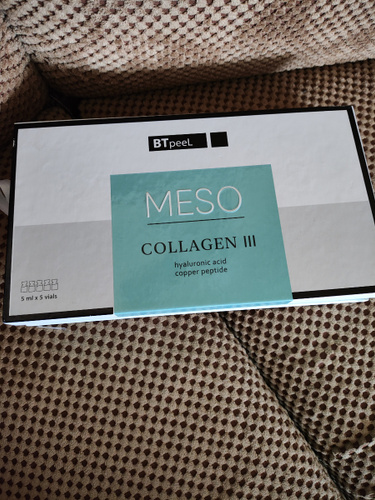 BTpeeL
MESO
COLLAGEN III
hyaluronic acid
copper peptide
5 ml x 5 vials